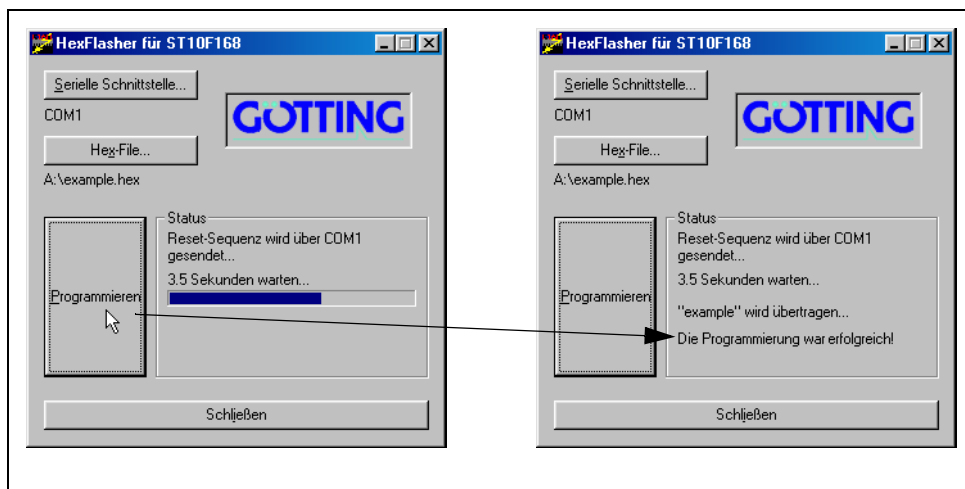 HexFlasher für ST10F168
Serielle Schnittstelle...
COM1
GÖTTING
Hex-File...
A:\example.hex
Status
Reset-Sequenz wird über COM1
gesendet...
3.5 Sekunden warten...
Programmieren
Schließen
HexFlasher für ST10F168
Serielle Schnittstelle...
COM1
GÖTTING
Hex-File...
A:\example.hex
Status
Reset-Sequenz wird über COM1
gesendet...
3.5 Sekunden warten...
Programmieren
"example" wird übertragen...
Die Programmierung war erfolgreich!
Schließen